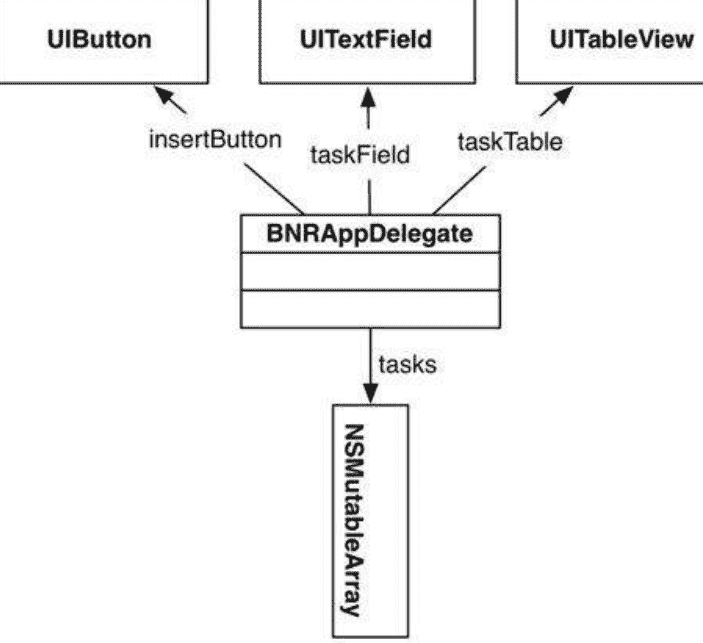 UIButton
UITextField
UITableView
insertButton
taskField
taskTable
BNRAppDelegate
tasks
NSMutableArray